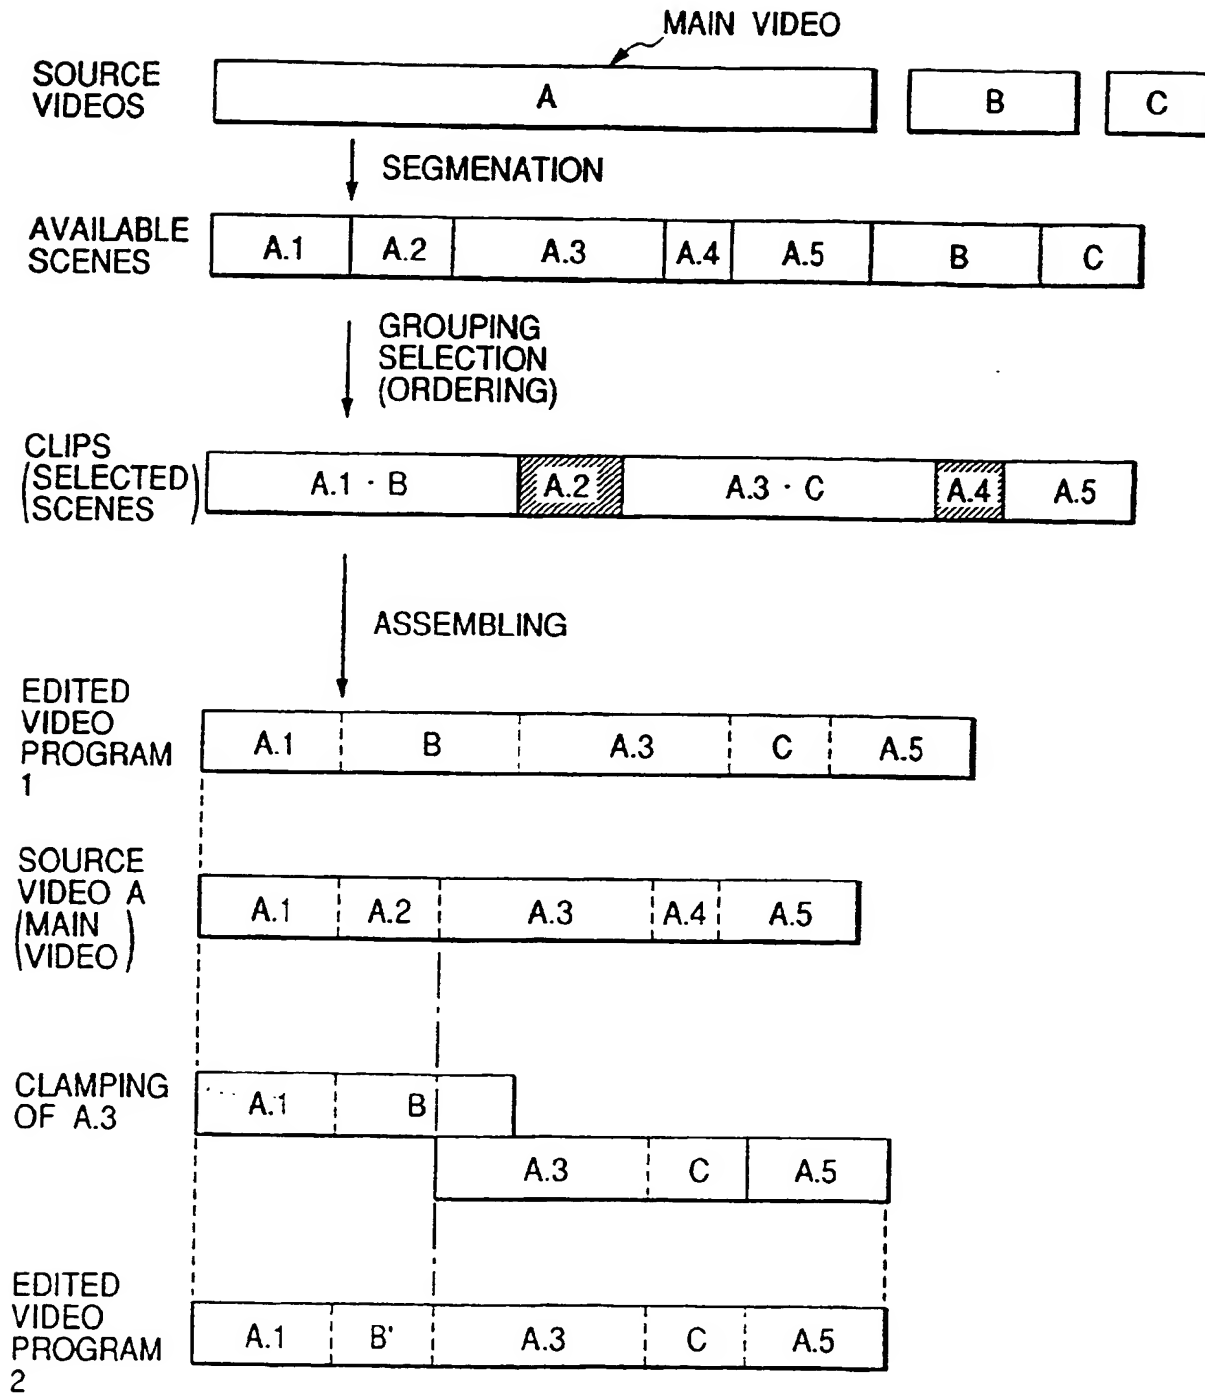 MAIN VIDEO
SOURCE
VIDEOS
A
B
C
SEGMENATION
AVAILABLE
SCENES
A.1
A.2
A.3
A.4
A.5
B
C
GROUPING
SELECTION
(ORDERING)
CLIPS
(SELECTED)
SCENES
A.1 · B
A.2
A.3 · C
A.4
A.5
ASSEMBLING
EDITED
VIDEO
PROGRAM
1
A.1
B
A.3
C
A.5
SOURCE
VIDEO A
(MAIN
VIDEO)
A.1
A.2
A.3
A.4
A.5
CLAMPING
OF A.3
A.1
B
A.3
C
A.5
EDITED
VIDEO
PROGRAM
2
A.1
B'
A.3
C
A.5